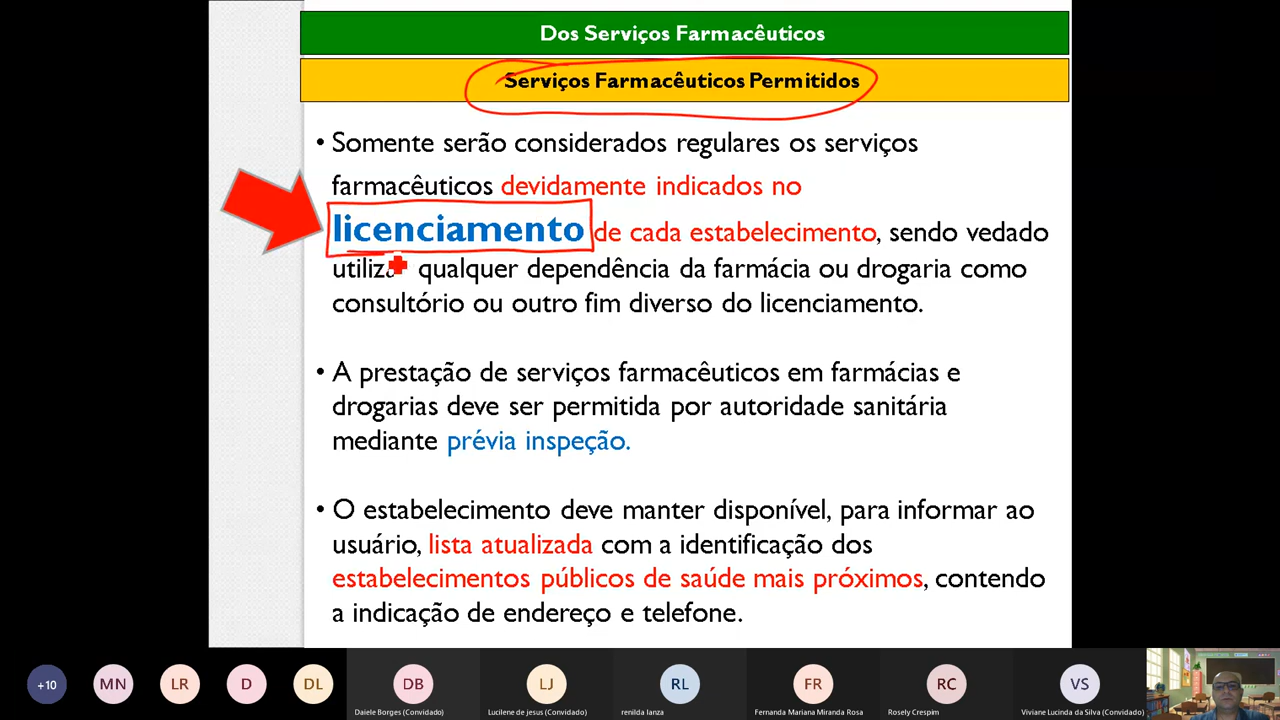 Dos Serviços Farmacêuticos
Serviços Farmacêuticos Permitidos
• Somente serão considerados regulares os serviços
farmacêuticos devidamente indicados no
licenciamento de cada estabelecimento, sendo vedado
qualquer dependência da farmácia ou drogaria como
consultório ou outro fim diverso do licenciamento.
• A prestação de serviços farmacêuticos em farmácias e
drogarias deve ser permitida por autoridade sanitária
mediante prévia inspeção.
• O estabelecimento deve manter disponível, para informar ao
usuário, lista atualizada com a identificação dos
estabelecimentos públicos de saúde mais próximos, contendo
a indicação de endereço e telefone.
+10 MN LR D DL DB LJ RL FR RC VS
Daiele Borges (Convidado) Lucilene de jesus (Convidado) renilda lanza Fernanda Mariana Miranda Rosa Rosely Crespim Viviane Lucinda da Silva (Convidado)